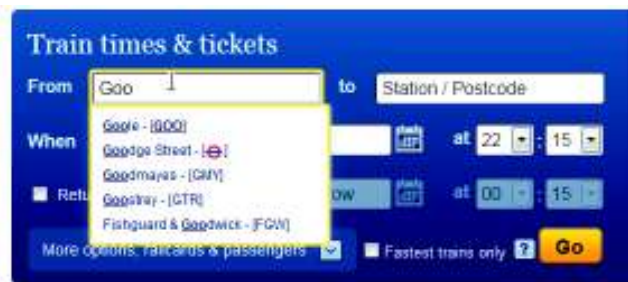 Train times & tickets
From Goo to Station / Postcode
Goole - [GOO]
When Goodge Street - [ ] at 22 : 15
Goodmayes - [GMY]
Retu Goostrey - [GTR] ow at 00 : 15
Fishguard & Goodwick - [FGW]
More options, railcards & passengers Fastest trains only ? Go